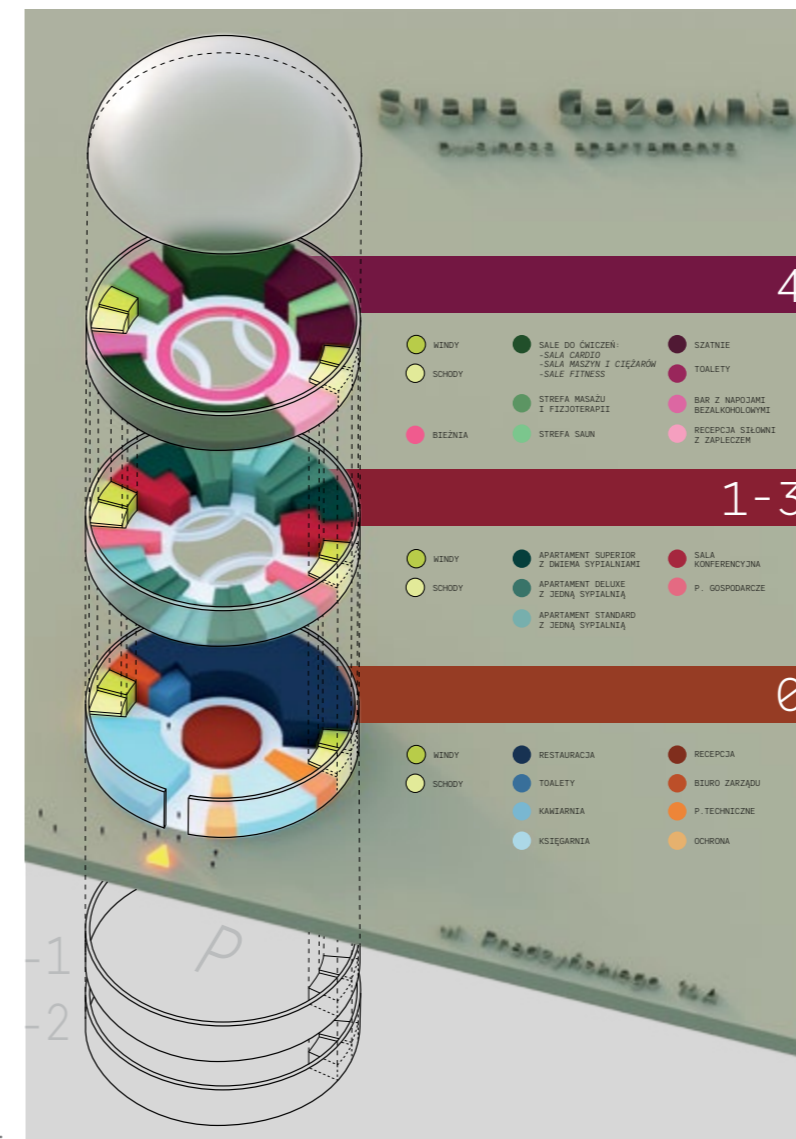 Stara Gazownia
business apartaments
4
WINDY
SCHODY
BIEŻNIA
SALE DO ĆWICZEŃ:
-SALA CARDIO
-SALA MASZYN I CIĘŻARÓW
-SALE FITNESS
STREFA MASAŻU
I FIZJOTERAPII
STREFA SAUN
SZATNIE
TOALETY
BAR Z NAPOJAMI
BEZALKOHOLOWYMI
RECEPCJA SIŁOWNI
Z ZAPLECZEM
1-3
WINDY
SCHODY
APARTAMENT SUPERIOR
Z DWIEMA SYPIALNIAMI
APARTAMENT DELUXE
Z JEDNĄ SYPIALNIĄ
APARTAMENT STANDARD
Z JEDNĄ SYPIALNIĄ
SALA
KONFERENCYJNA
P. GOSPODARCZE
0
WINDY
SCHODY
RESTAURACJA
TOALETY
KAWIARNIA
KSIĘGARNIA
RECEPCJA
BIURO ZARZĄDU
P.TECHNICZNE
OCHRONA
ul. Prądzyńskiego
-1
P
-2